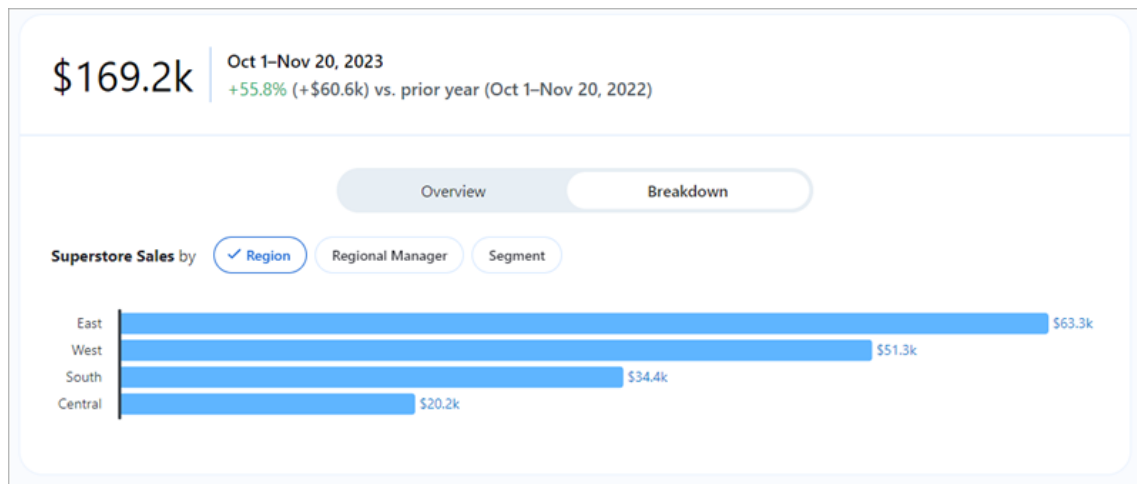 $169.2k
Oct 1–Nov 20, 2023
+55.8% (+$60.6k) vs. prior year (Oct 1–Nov 20, 2022)
Overview Breakdown
Superstore Sales by Region Regional Manager Segment
East $63.3k
West $51.3k
South $34.4k
Central $20.2k